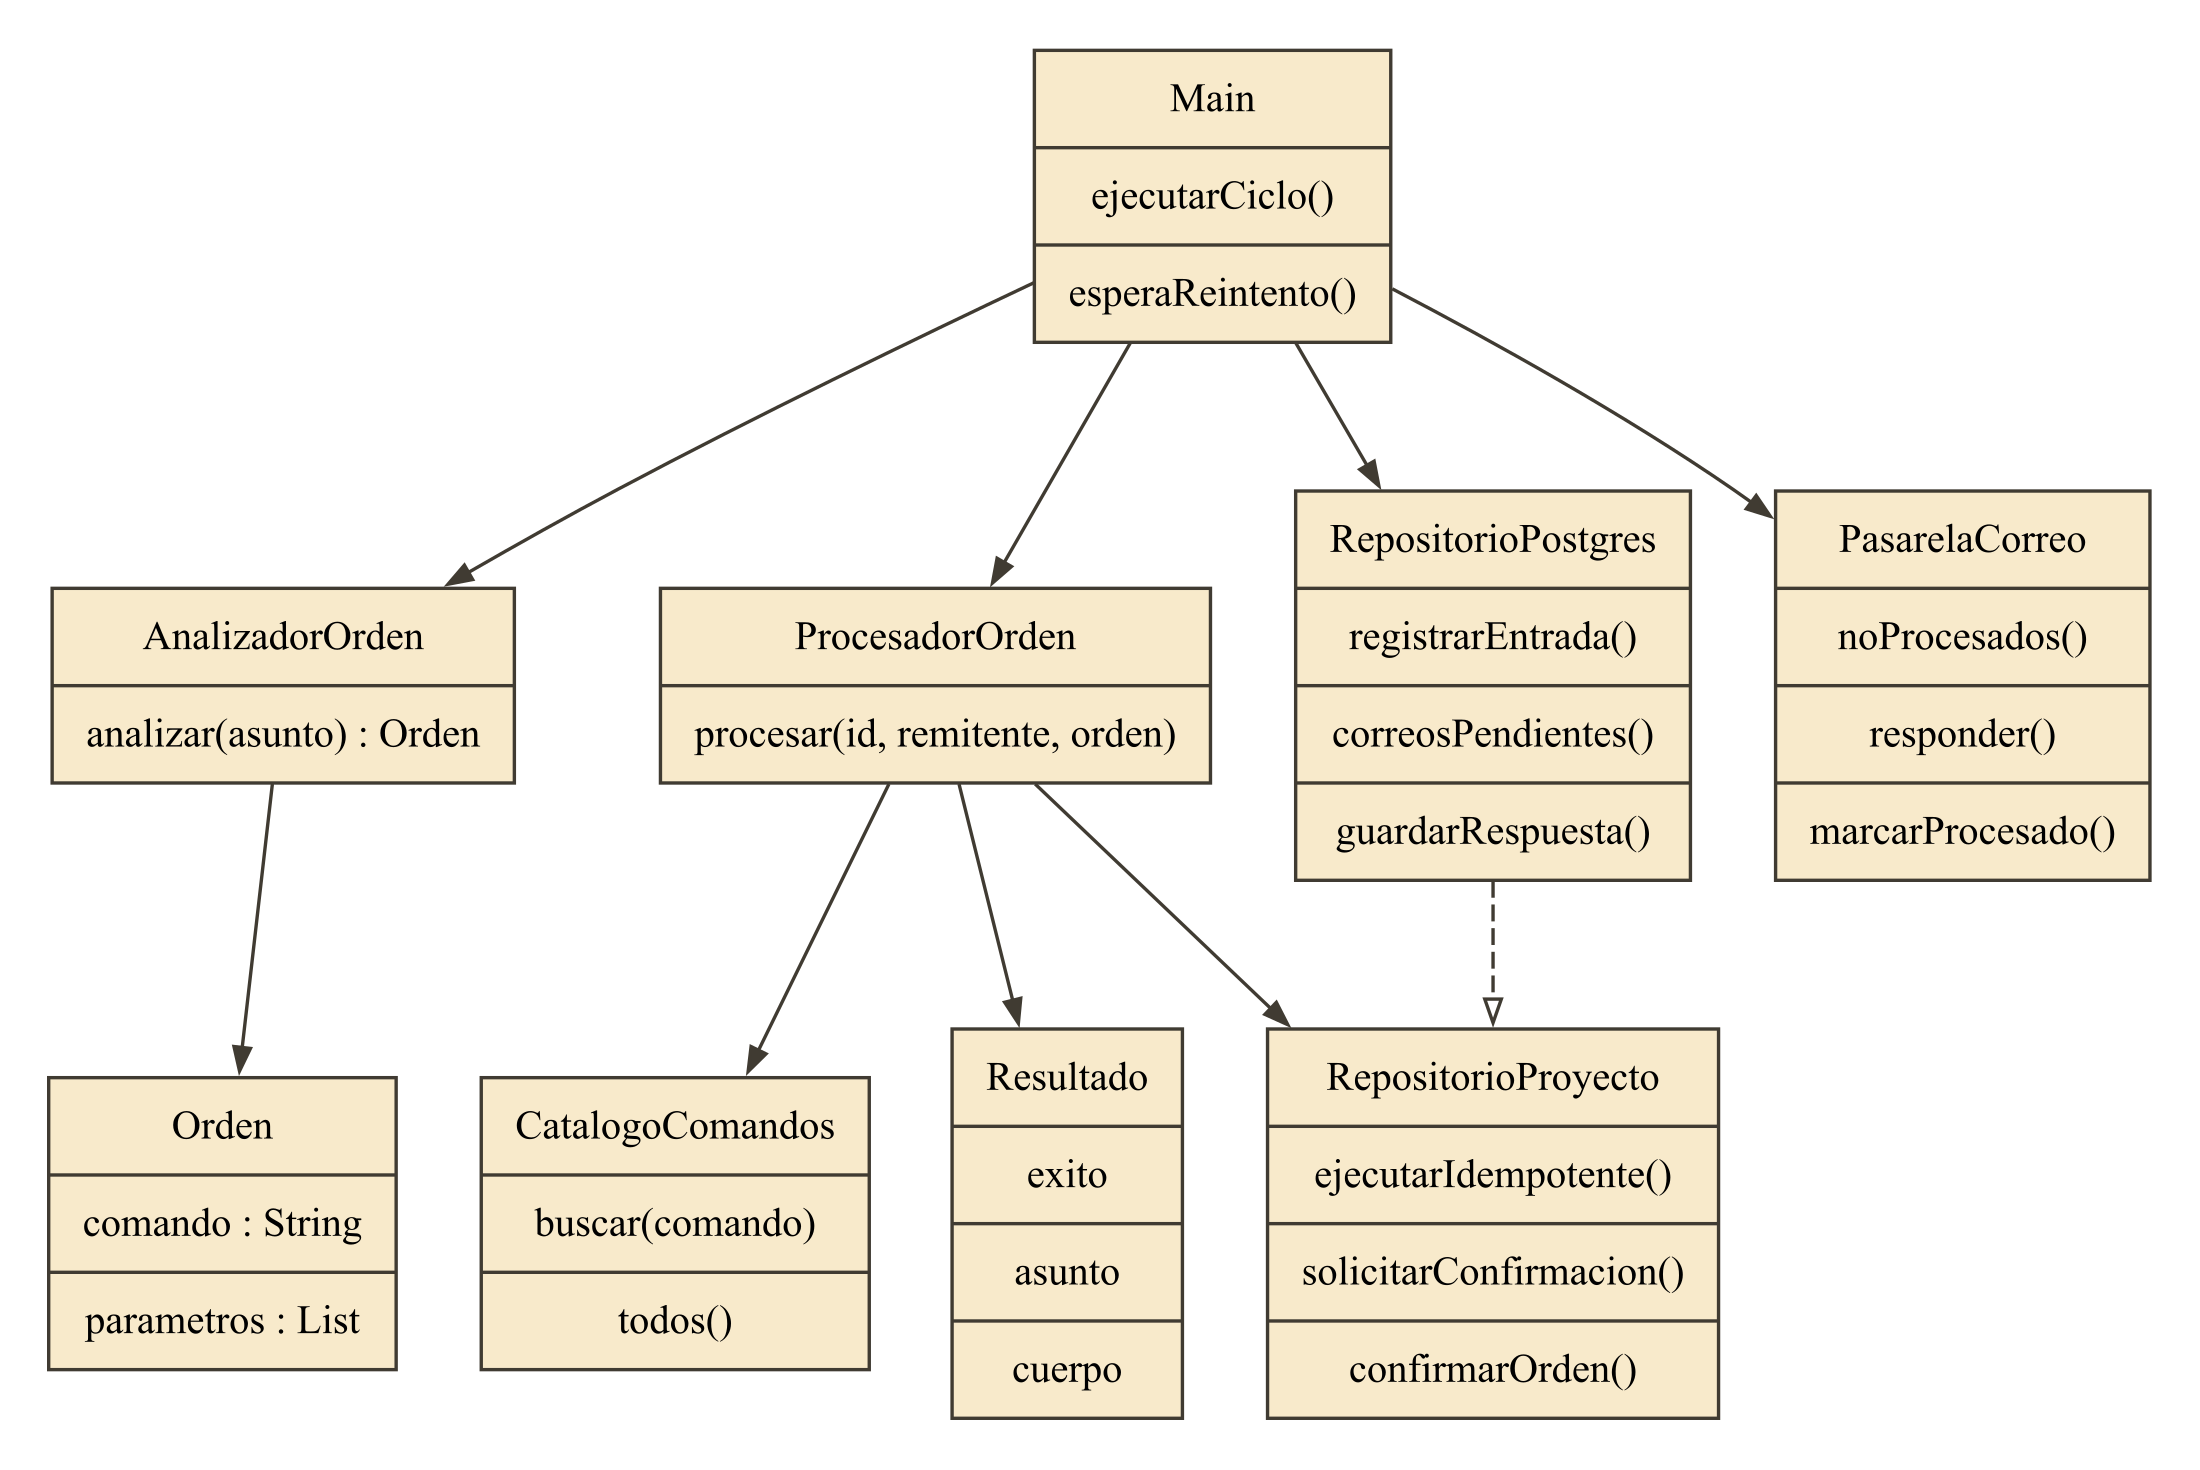 Main
ejecutarCiclo()
esperaReintento()
AnalizadorOrden
analizar(asunto) : Orden
ProcesadorOrden
procesar(id, remitente, orden)
RepositorioPostgres
registrarEntrada()
correosPendientes()
guardarRespuesta()
PasarelaCorreo
noProcesados()
responder()
marcarProcesado()
Orden
comando : String
parametros : List
CatalogoComandos
buscar(comando)
todos()
Resultado
exito
asunto
cuerpo
RepositorioProyecto
ejecutarIdempotente()
solicitarConfirmacion()
confirmarOrden()